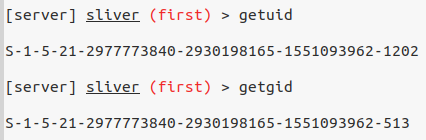 [server] sliver (first) > getuid
S-1-5-21-2977773840-2930198165-1551093962-1202
[server] sliver (first) > getgid
S-1-5-21-2977773840-2930198165-1551093962-513